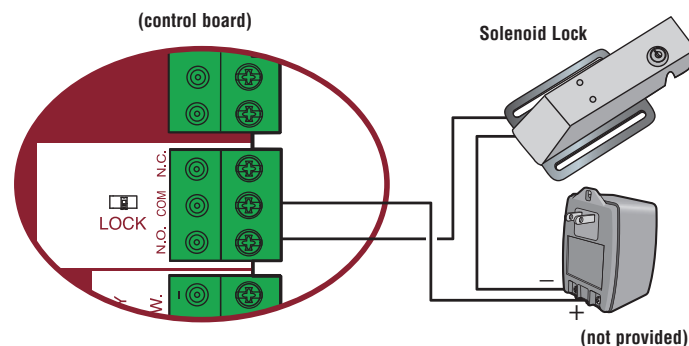 (control board)
Solenoid Lock
N.C.
COM
LOCK
N.O.
Y
W.
–
–
+
(not provided)